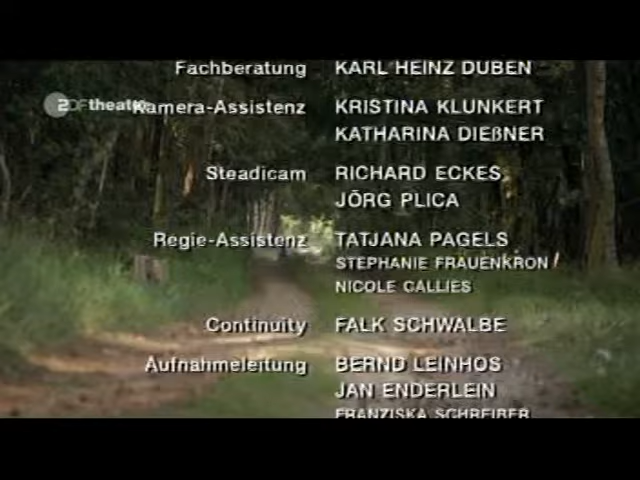 Fachberatung KARL HEINZ DUBEN
ZDFtheater
Kamera-Assistenz KRISTINA KLUNKERT
KATHARINA DIEßNER
Steadicam RICHARD ECKES
JÖRG PLICA
Regie-Assistenz TATJANA PAGELS
STEPHANIE FRAUENKRON
NICOLE CALLIES
Continuity FALK SCHWALBE
Aufnahmeleitung BERND LEINHOS
JAN ENDERLEIN
FRANZISKA SCHREIBER